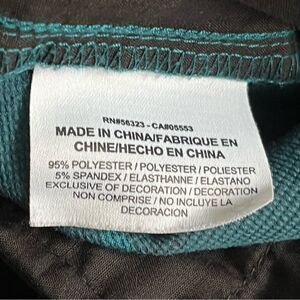 RN#56323 - CA#05553
MADE IN CHINA/FABRIQUE EN
CHINE/HECHO EN CHINA
95% POLYESTER / POLYESTER / POLIESTER
5% SPANDEX / ELASTHANNE / ELASTANO
EXCLUSIVE OF DECORATION / DECORATION
NON COMPRISE / NO INCLUYE LA
DECORACION